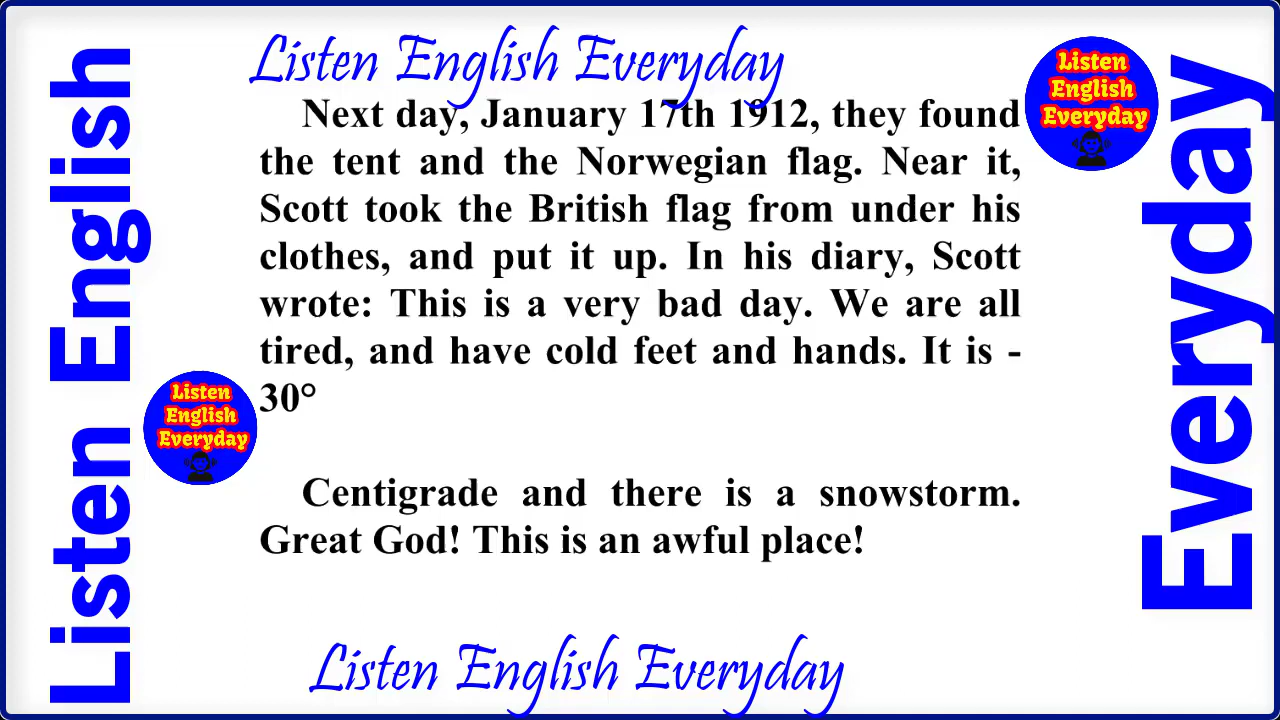 Listen English Everyday
Next day, January 17th 1912, they found
the tent and the Norwegian flag. Near it,
Scott took the British flag from under his
clothes, and put it up. In his diary, Scott
wrote: This is a very bad day. We are all
tired, and have cold feet and hands. It is -
30°
Centigrade and there is a snowstorm.
Great God! This is an awful place!
Listen English Everyday
Listen English
Everyday
Listen
English
Everyday
Listen
English
Everyday